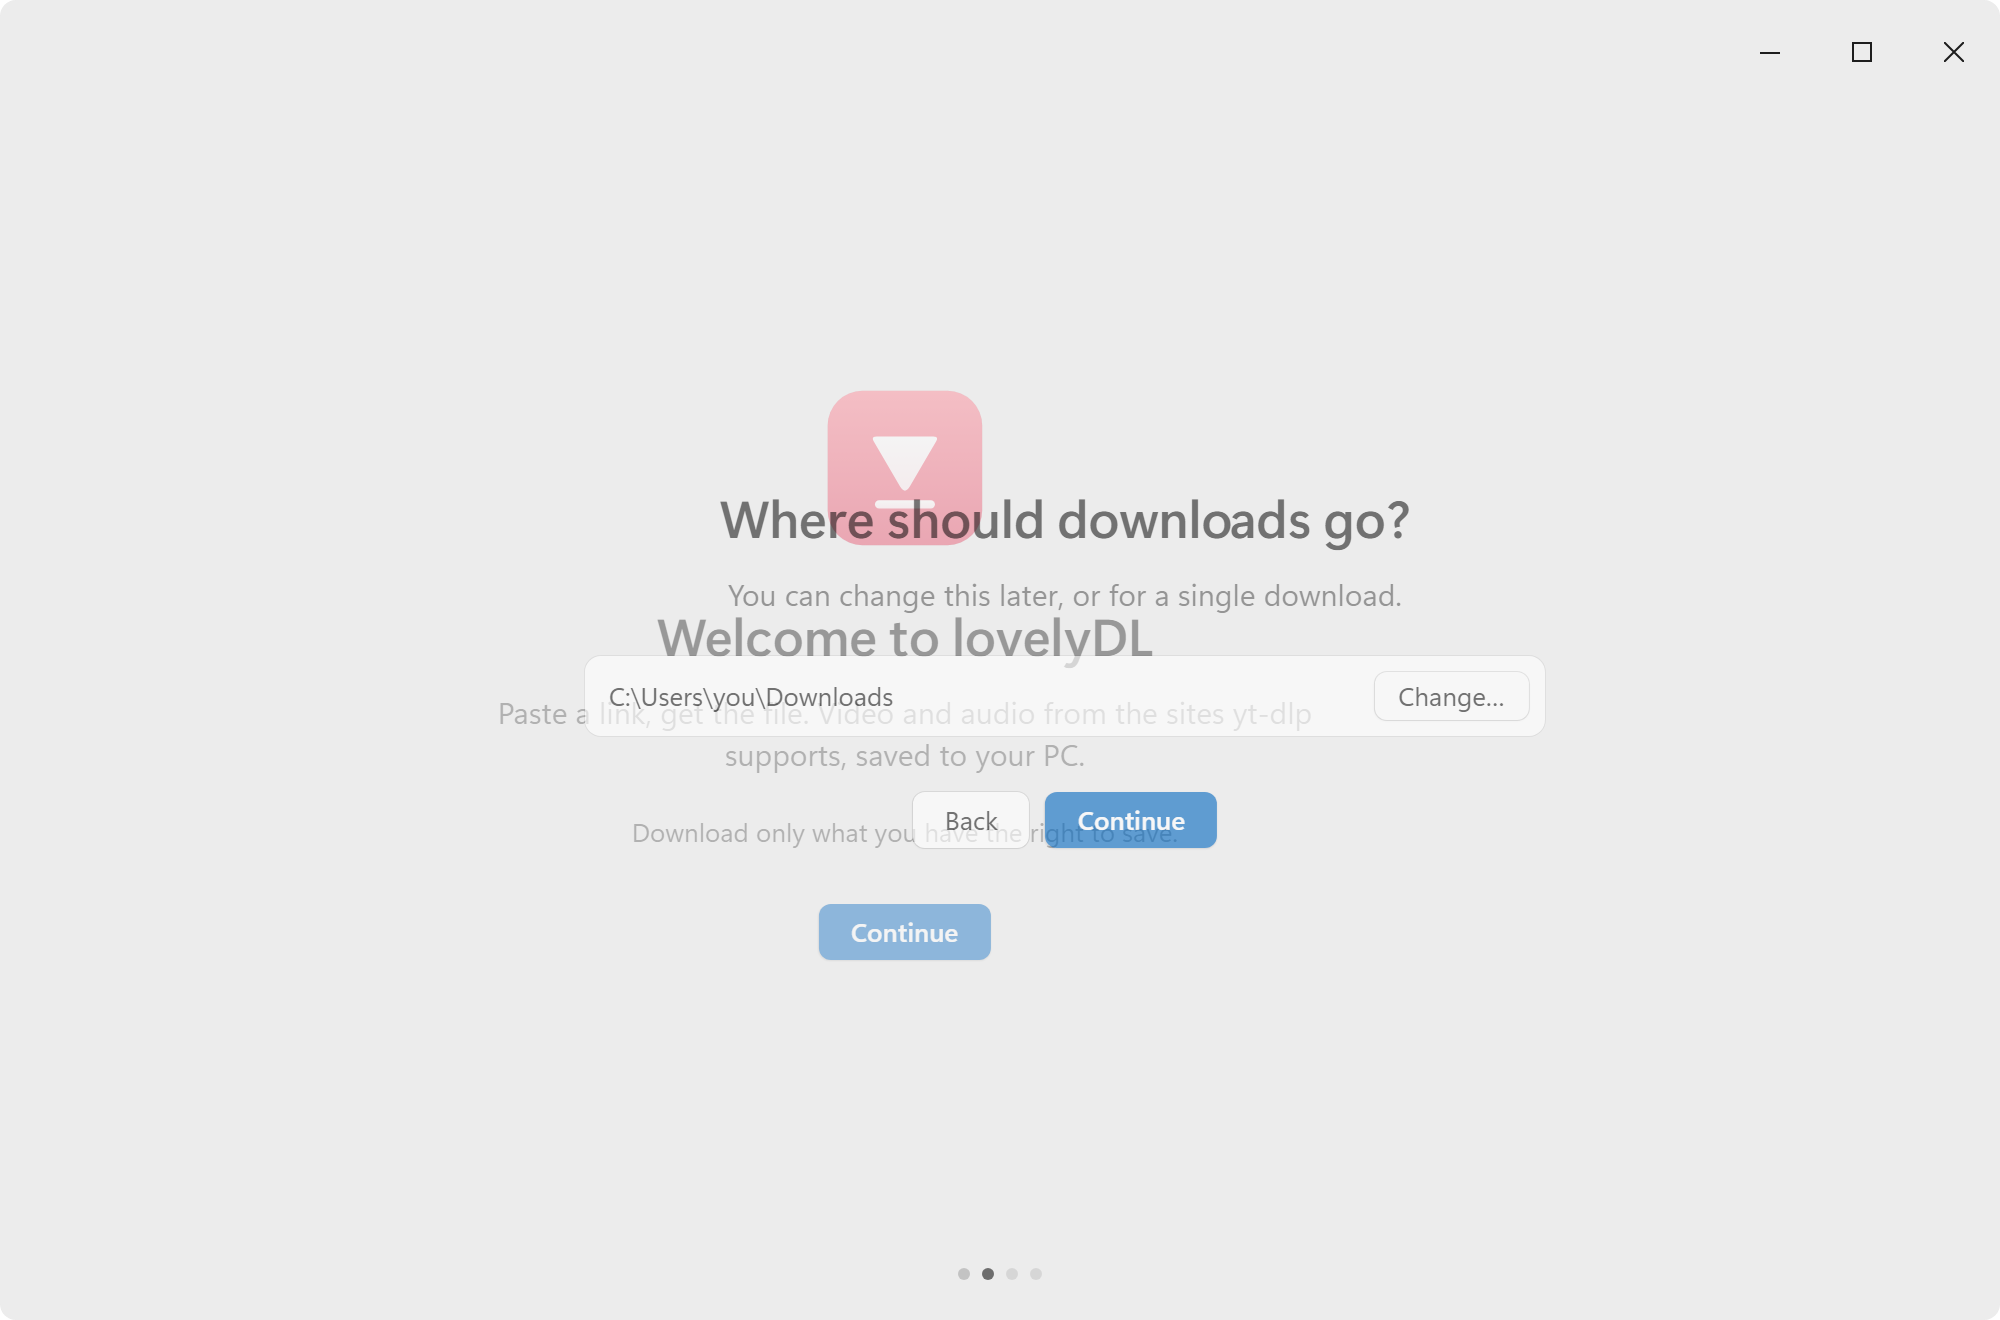 Where should downloads go?
You can change this later, or for a single download.
Welcome to lovelyDL
C:\Users\you\Downloads
Change...
Paste a link, get the file. Video and audio from the sites yt-dlp
supports, saved to your PC.
Back
Continue
Download only what you have the right to save.
Continue